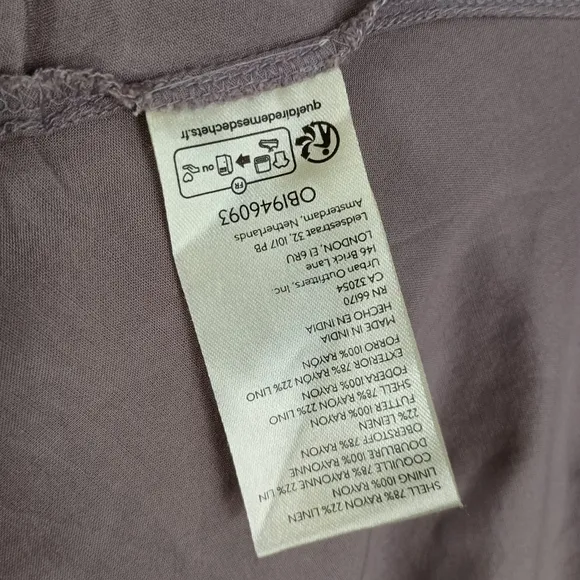 SHELL 78% RAYON 22% LINEN
LINING 100% RAYON
COQUILLE 78% RAYONNE 22% LIN
DOUBLURE 100% RAYONNE
OBERSTOFF 78% RAYON
22% LEINEN
FUTTER 100% RAYON
SHELL 78% RAYON 22% LINO
FODERA 100% RAYON
EXTERIOR 78% RAYON 22% LINO
FORRO 100% RAYON
MADE IN INDIA
HECHO EN INDIA
RN 66170
CA 32054
Urban Outfitters, Inc.
146 Brick Lane
LONDON, E1 6RU
Leidsestraat 32, 1017 PB
Amsterdam, Netherlands
OB1946093
FR
ou
quefairedemesdechets.fr